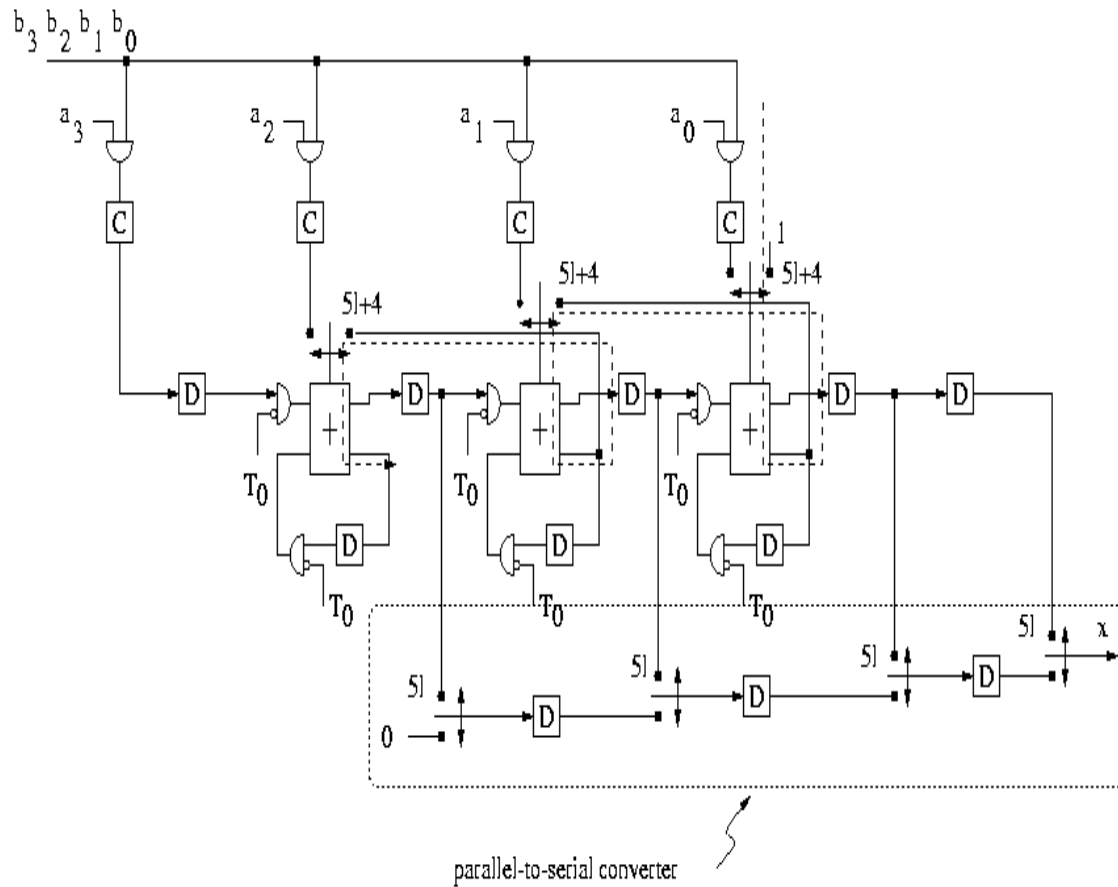 b3 b2 b1 b0
a3 a2 a1 a0
C C C C
1
5l+4 5l+4 5l+4
D + D + D + D D
T0 T0 T0
D D D
T0 T0 T0
5l 5l 5l 5l x
0 D D D
parallel-to-serial converter